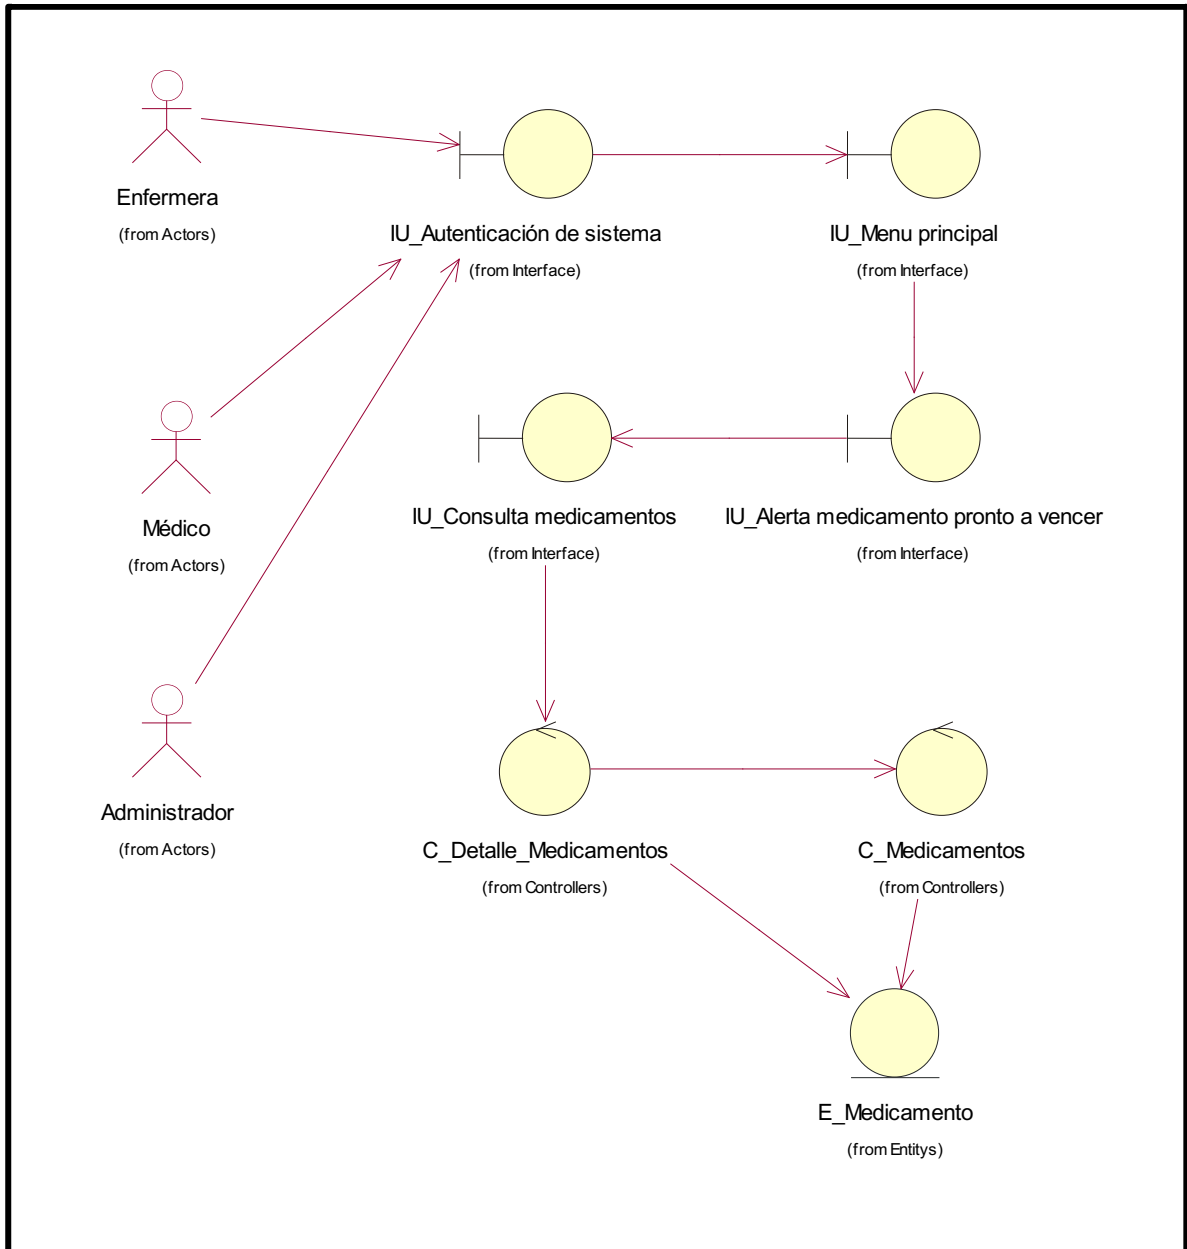 Enfermera
(from Actors)
IU_Autenticación de sistema
(from Interface)
IU_Menu principal
(from Interface)
Médico
(from Actors)
IU_Consulta medicamentos
(from Interface)
IU_Alerta medicamento pronto a vencer
(from Interface)
Administrador
(from Actors)
C_Detalle_Medicamentos
(from Controllers)
C_Medicamentos
(from Controllers)
E_Medicamento
(from Entitys)